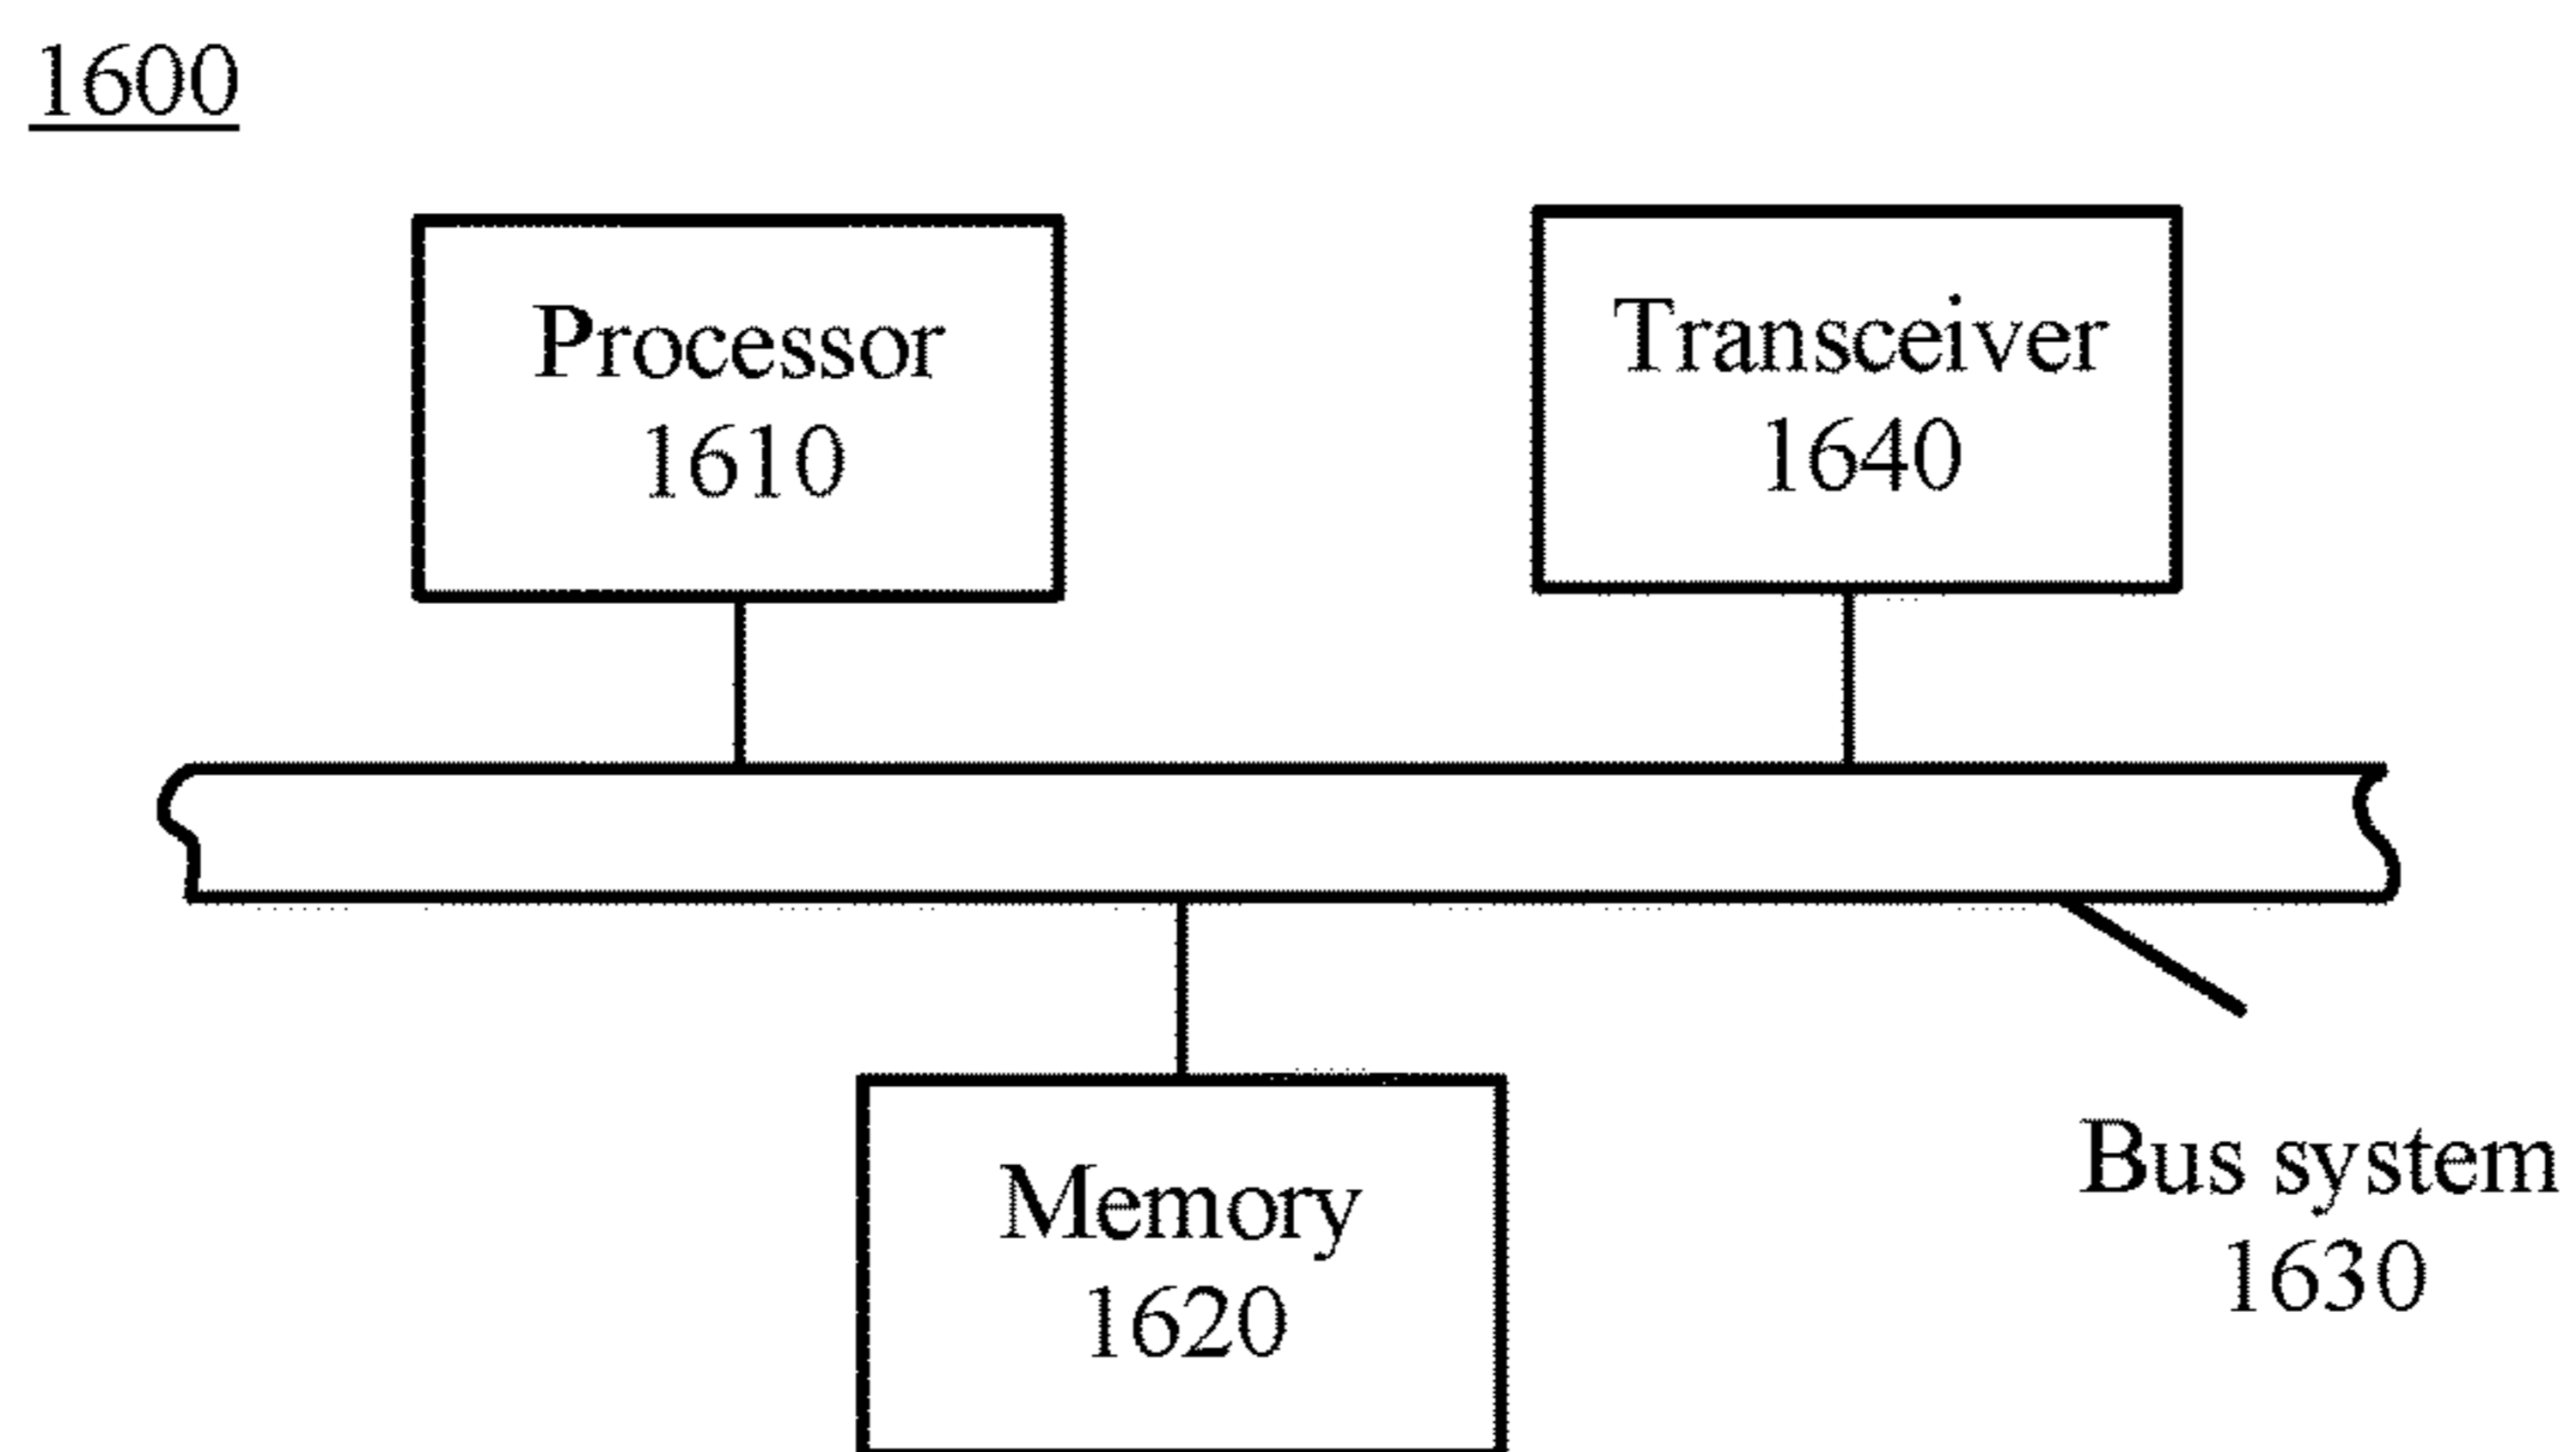 1600
Processor
1610
Transceiver
1640
Memory
1620
Bus system
1630